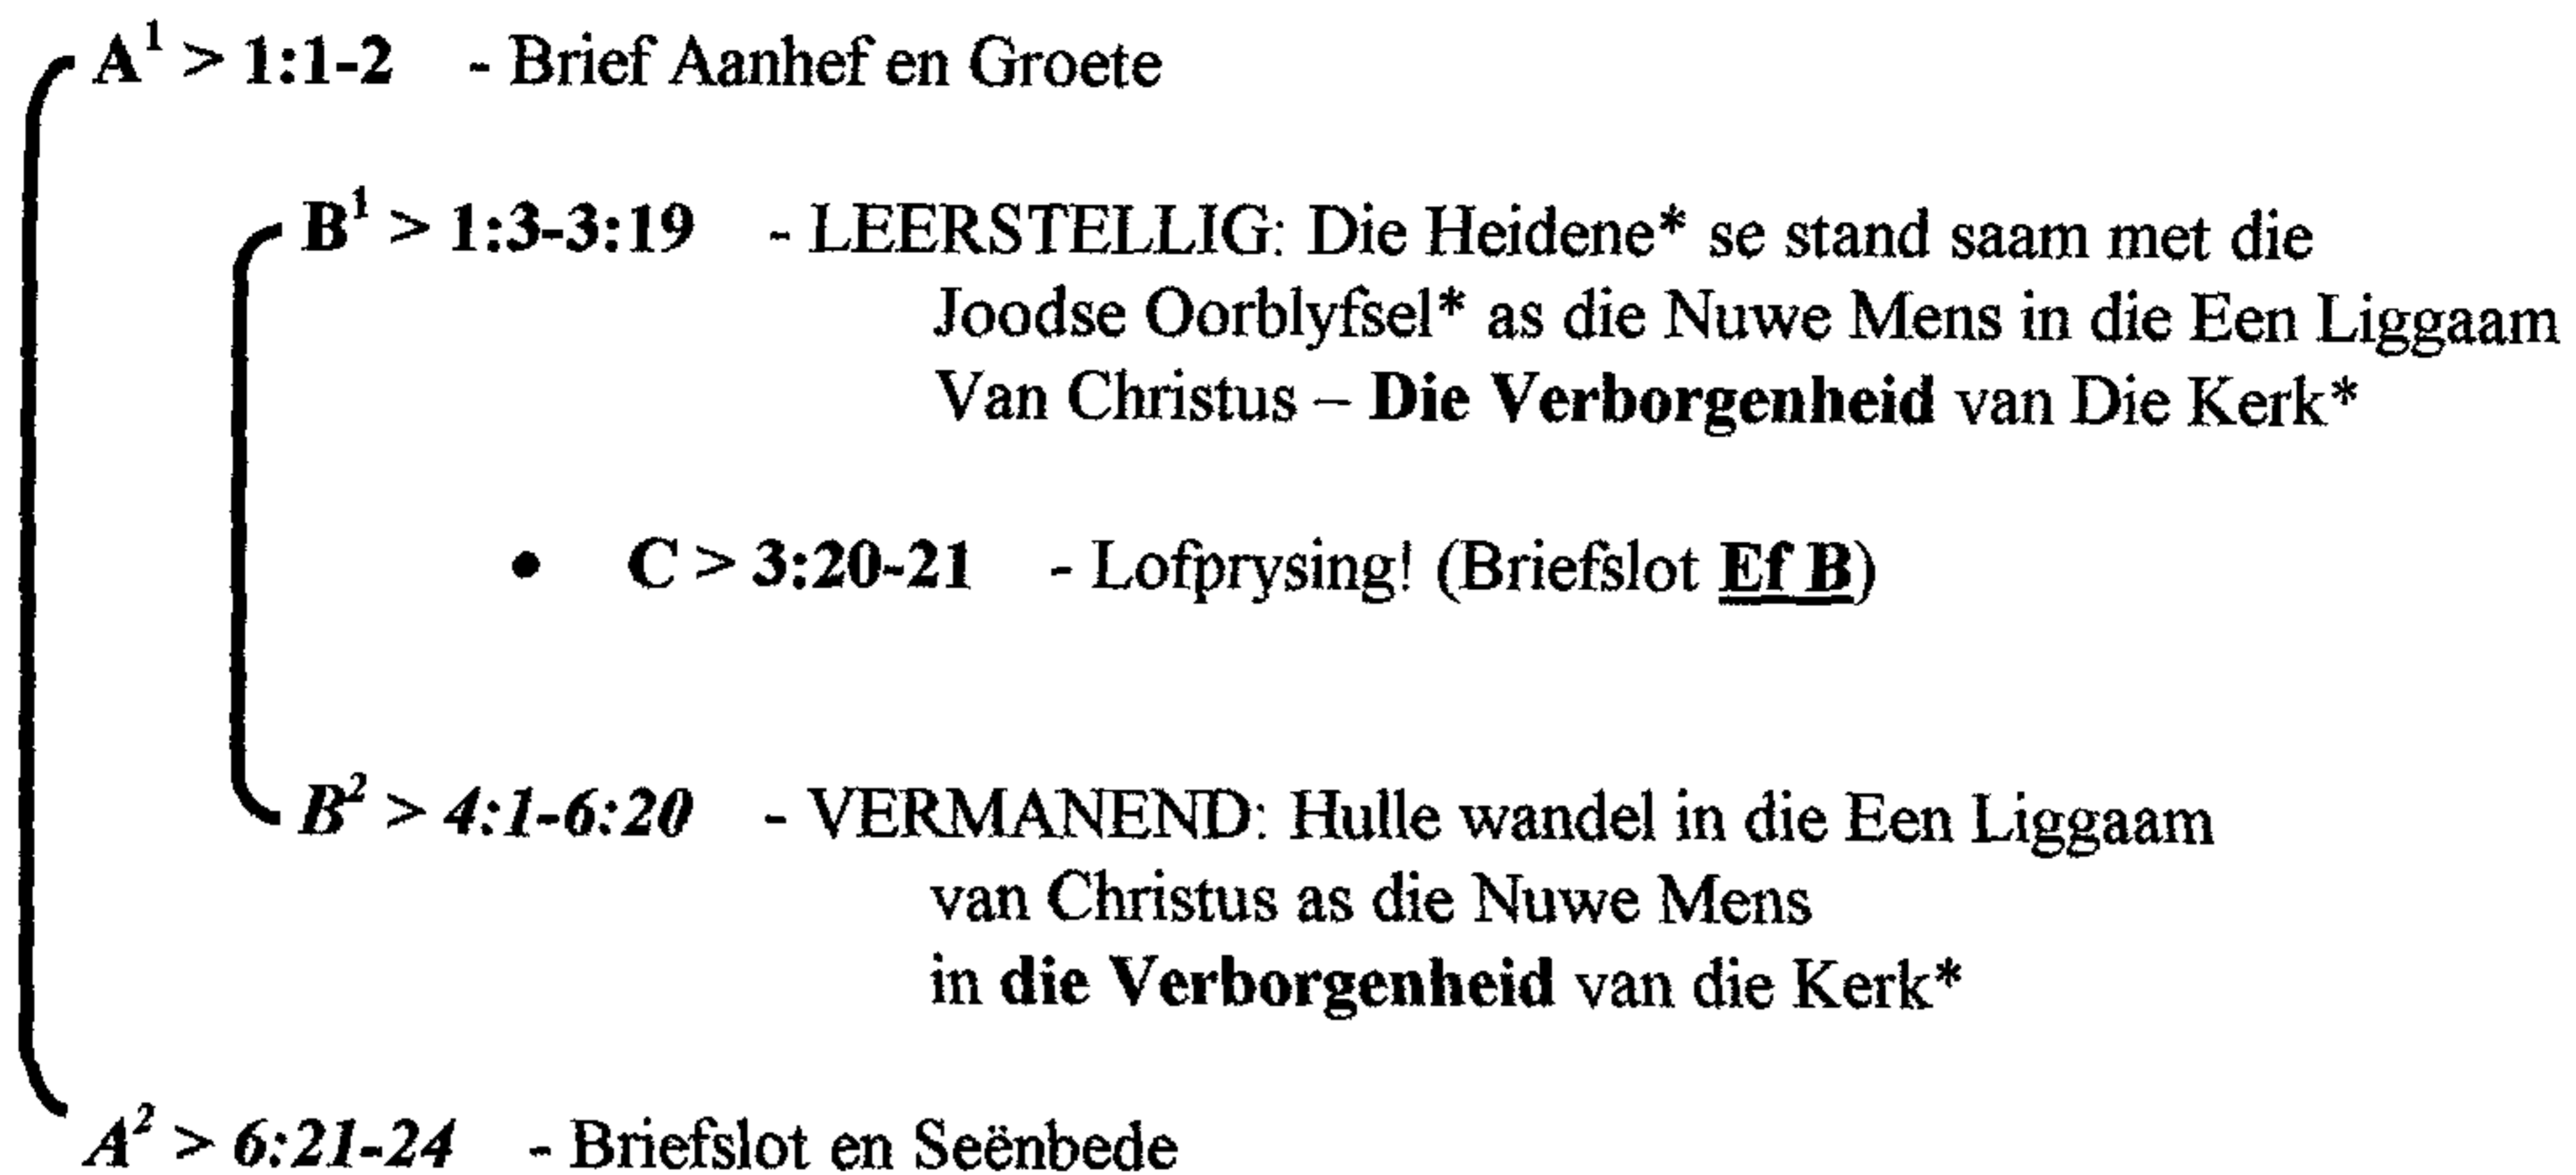 A¹ > 1:1-2 - Brief Aanhef en Groete
B¹ > 1:3-3:19 - LEERSTELLIG: Die Heidene* se stand saam met die
Joodse Oorblyfsel* as die Nuwe Mens in die Een Liggaam
Van Christus – Die Verborgenheid van Die Kerk*
• C > 3:20-21 - Lofprysing! (Briefslot Ef B)
B² > 4:1-6:20 - VERMANEND: Hulle wandel in die Een Liggaam
van Christus as die Nuwe Mens
in die Verborgenheid van die Kerk*
A² > 6:21-24 - Briefslot en Seënbede